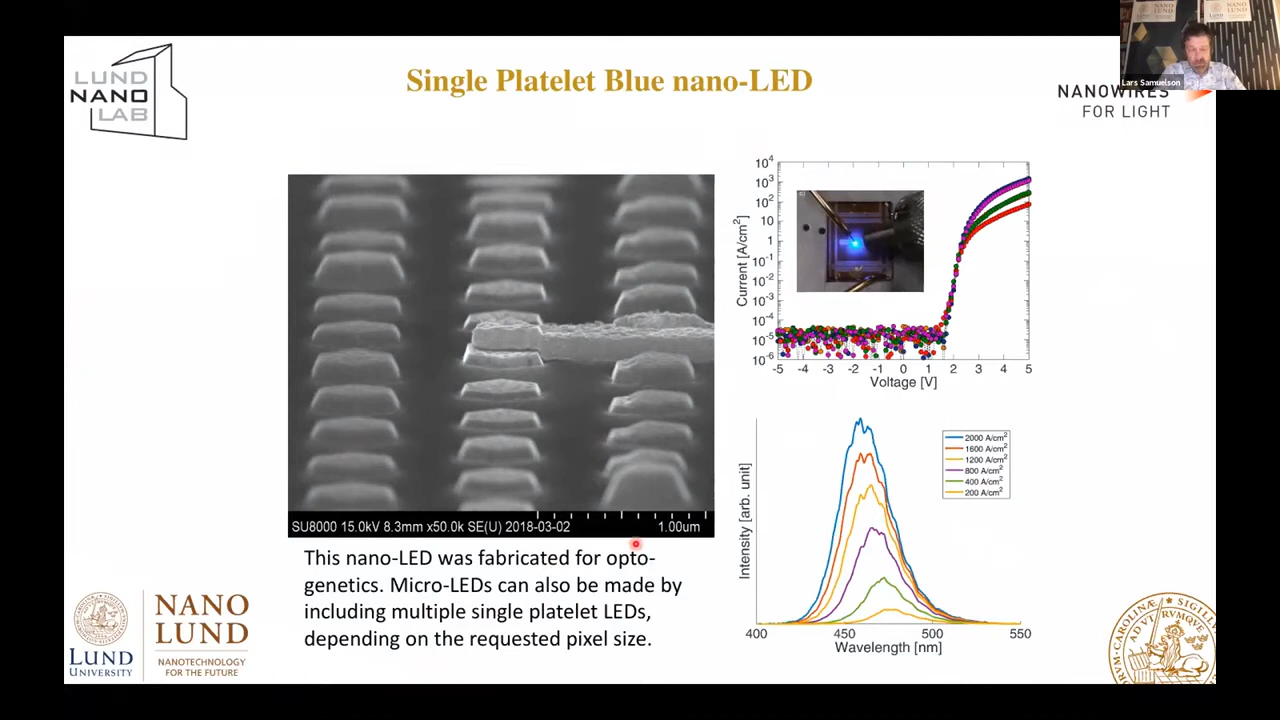 Single Platelet Blue nano-LED
LUND
NANO
LAB
Lars Samuelson
NANOWIRES
FOR LIGHT
SU8000 15.0kV 8.3mm x50.0k SE(U) 2018-03-02
1.00um
This nano-LED was fabricated for opto-
genetics. Micro-LEDs can also be made by
including multiple single platelet LEDs,
depending on the requested pixel size.
Current [A/cm²]
10⁴
10³
10²
10
1
10⁻¹
10⁻²
10⁻³
10⁻⁴
10⁻⁵
10⁻⁶
-5 -4 -3 -2 -1 0 1 2 3 4 5
Voltage [V]
Intensity [arb. unit]
2000 A/cm²
1600 A/cm²
1200 A/cm²
800 A/cm²
400 A/cm²
200 A/cm²
400 450 500 550
Wavelength [nm]
LUND
UNIVERSITY
NANO
LUND
NANOTECHNOLOGY
FOR THE FUTURE